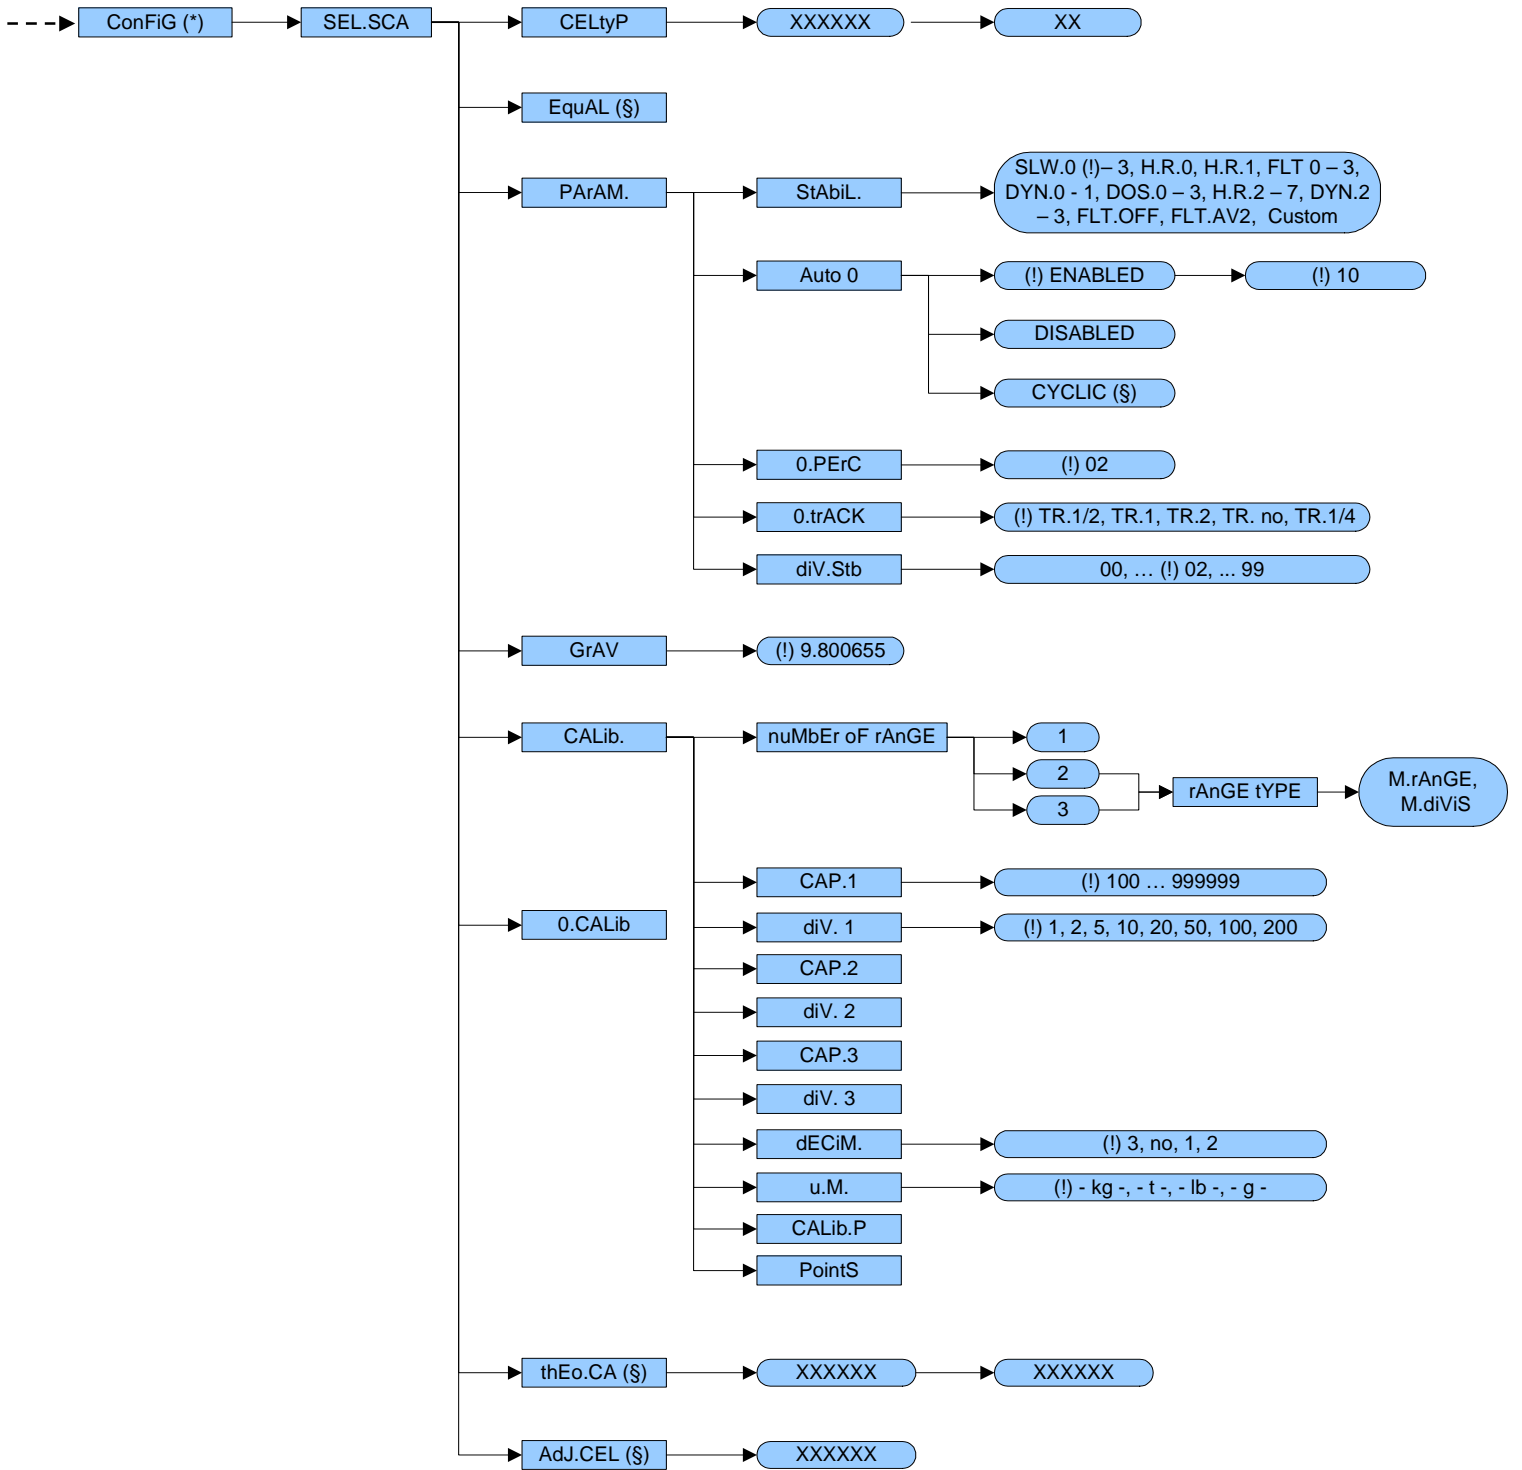 ConFiG (*)
SEL.SCA
CELtyP
XXXXXX
XX
EquAL (§)
PArAM.
StAbiL.
SLW.0 (!)– 3, H.R.0, H.R.1, FLT 0 – 3,
DYN.0 - 1, DOS.0 – 3, H.R.2 – 7, DYN.2
– 3, FLT.OFF, FLT.AV2,  Custom
Auto 0
(!) ENABLED
(!) 10
DISABLED
CYCLIC (§)
0.PErC
(!) 02
0.trACK
(!) TR.1/2, TR.1, TR.2, TR. no, TR.1/4
diV.Stb
00, … (!) 02, ... 99
GrAV
(!) 9.800655
CALib.
nuMbEr oF rAnGE
1
2
3
rAnGE tYPE
M.rAnGE,
M.diViS
CAP.1
(!) 100 … 999999
0.CALib
diV. 1
(!) 1, 2, 5, 10, 20, 50, 100, 200
CAP.2
diV. 2
CAP.3
diV. 3
dECiM.
(!) 3, no, 1, 2
u.M.
(!) - kg -, - t -, - lb -, - g -
CALib.P
PointS
thEo.CA (§)
XXXXXX
XXXXXX
AdJ.CEL (§)
XXXXXX